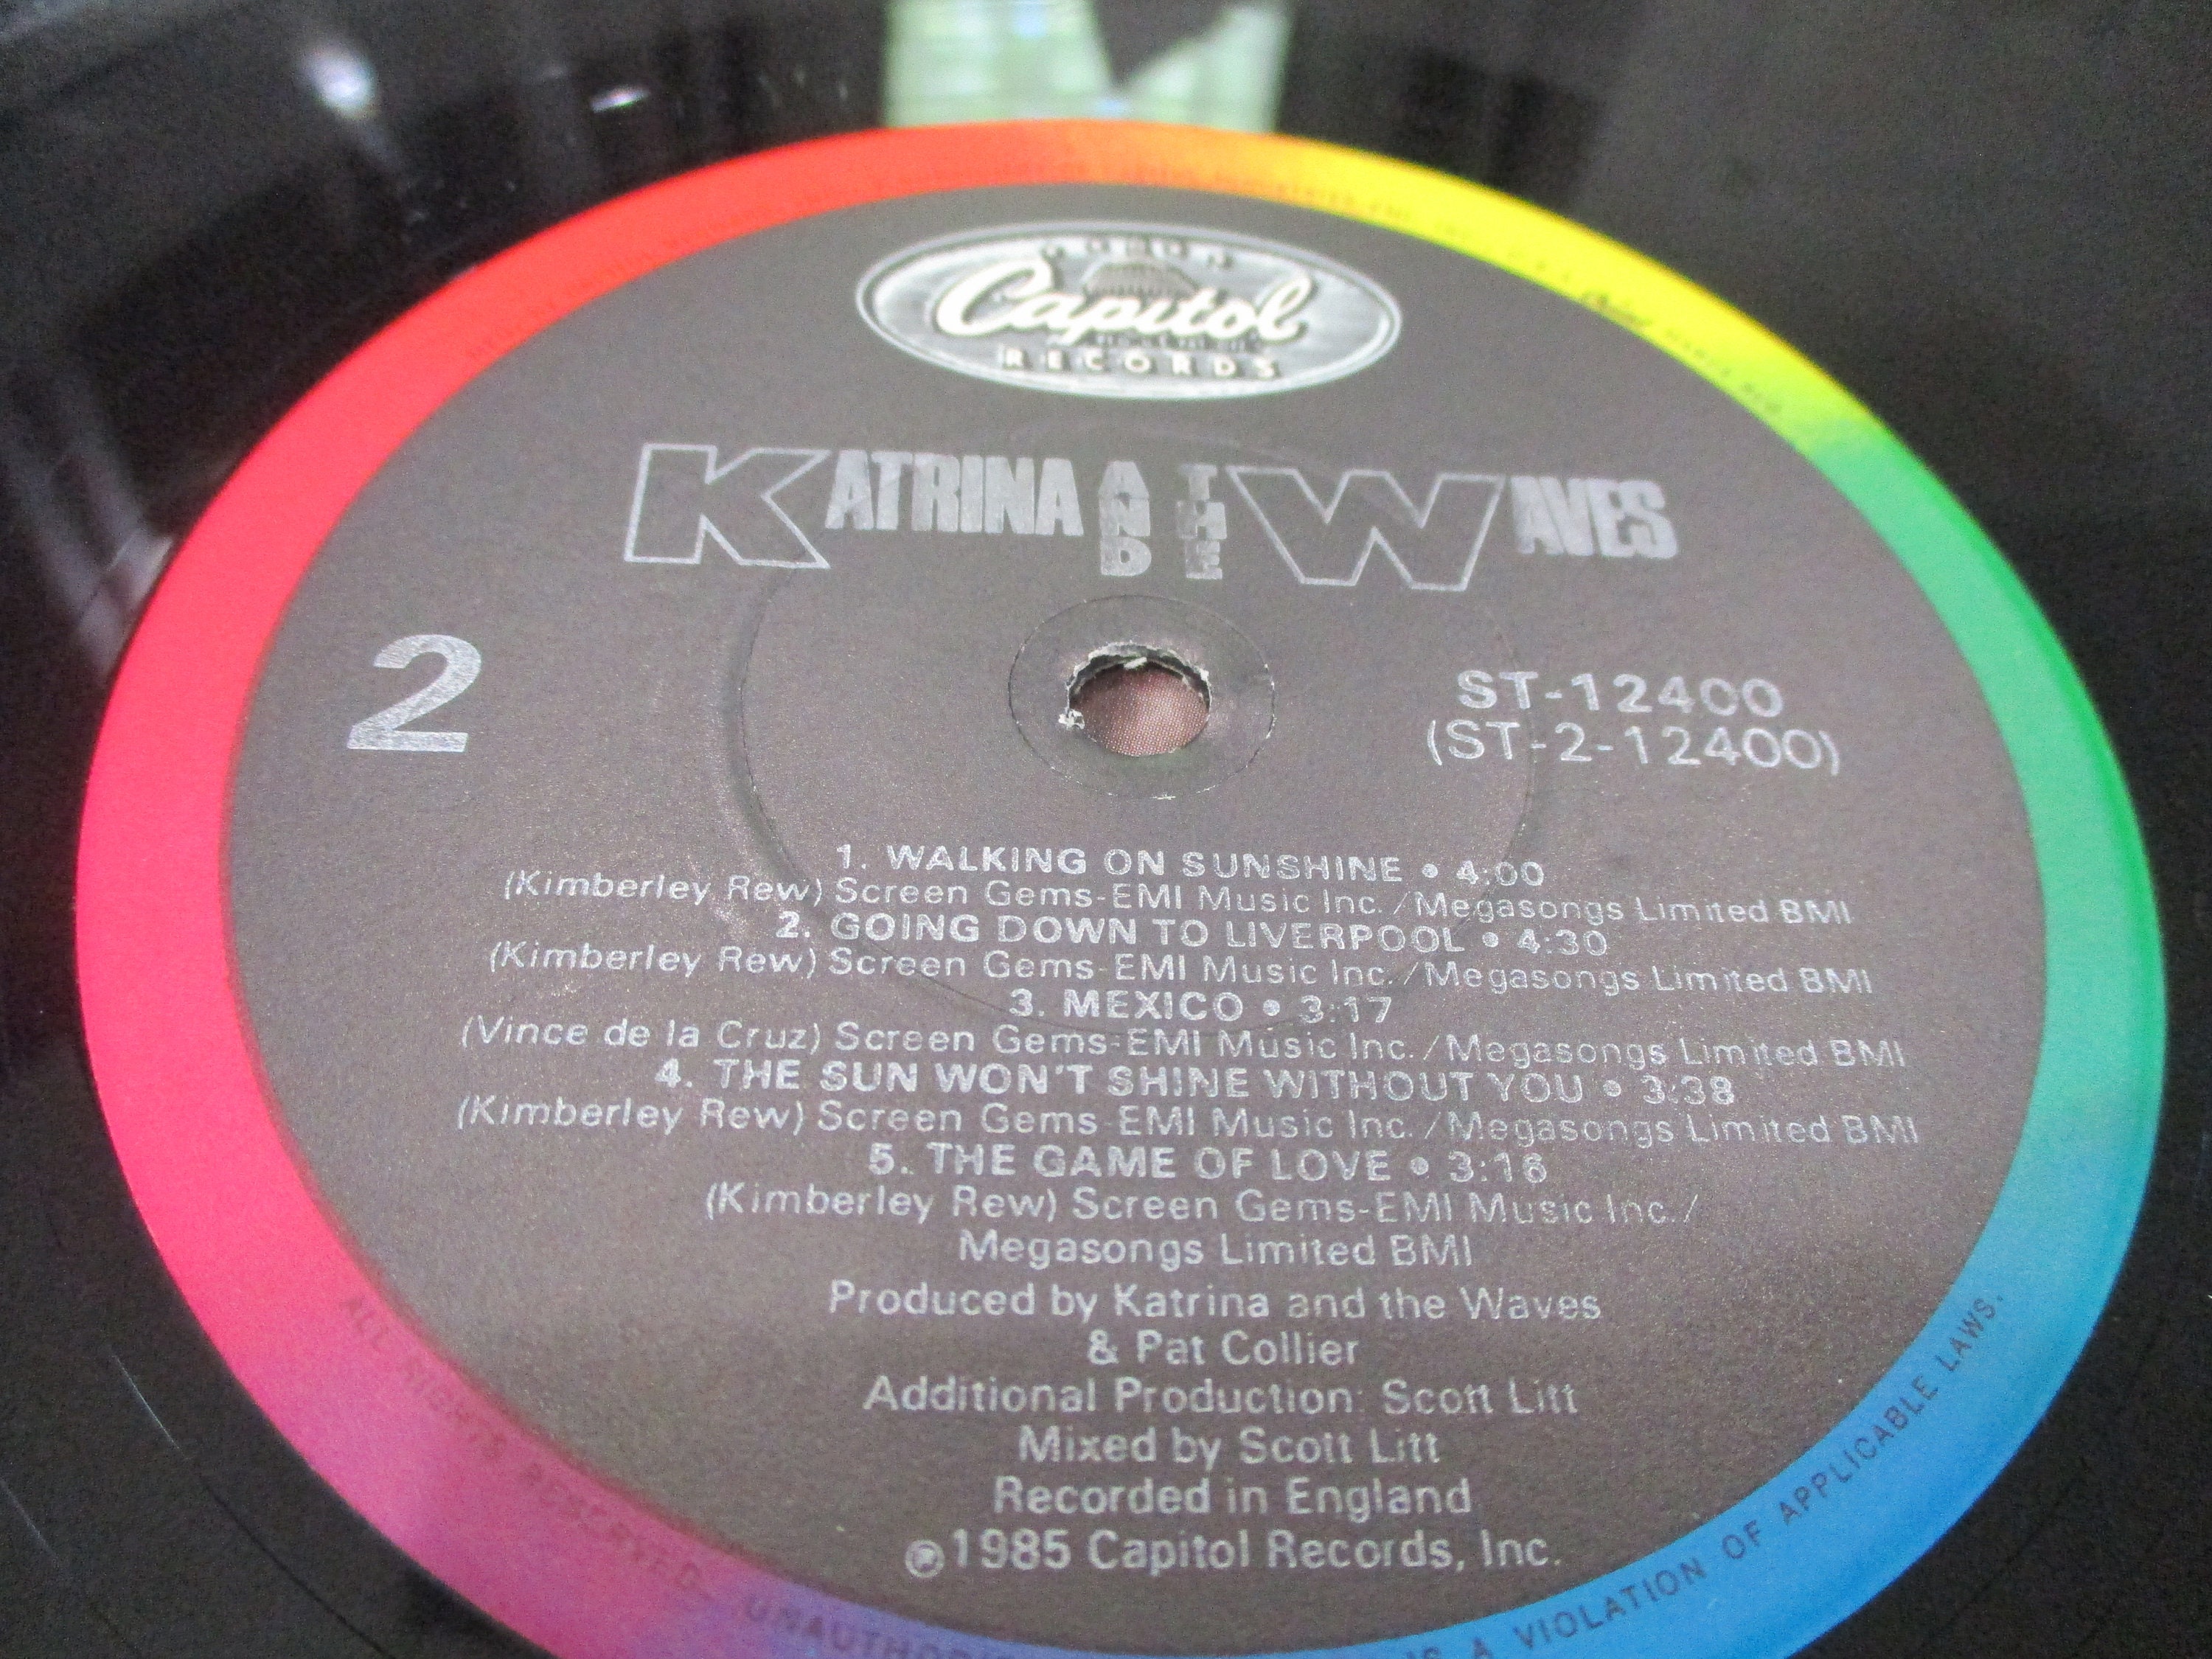 Capitol
RECORDS
KATRINA AND THE WAVES
2
ST-12400
(ST-2-12400)
1. WALKING ON SUNSHINE • 4:00
(Kimberley Rew) Screen Gems-EMI Music Inc./Megasongs Limited BMI
2. GOING DOWN TO LIVERPOOL • 4:30
(Kimberley Rew) Screen Gems-EMI Music Inc./Megasongs Limited BMI
3. MEXICO • 3:17
(Vince de la Cruz) Screen Gems-EMI Music Inc./Megasongs Limited BMI
4. THE SUN WON'T SHINE WITHOUT YOU • 3:38
(Kimberley Rew) Screen Gems-EMI Music Inc./Megasongs Limited BMI
5. THE GAME OF LOVE • 3:16
(Kimberley Rew) Screen Gems-EMI Music Inc./
Megasongs Limited BMI
Produced by Katrina and the Waves
& Pat Collier
Additional Production: Scott Litt
Mixed by Scott Litt
Recorded in England
℗1985 Capitol Records, Inc.
ALL RIGHTS RESERVED— IS A VIOLATION OF APPLICABLE LAWS.